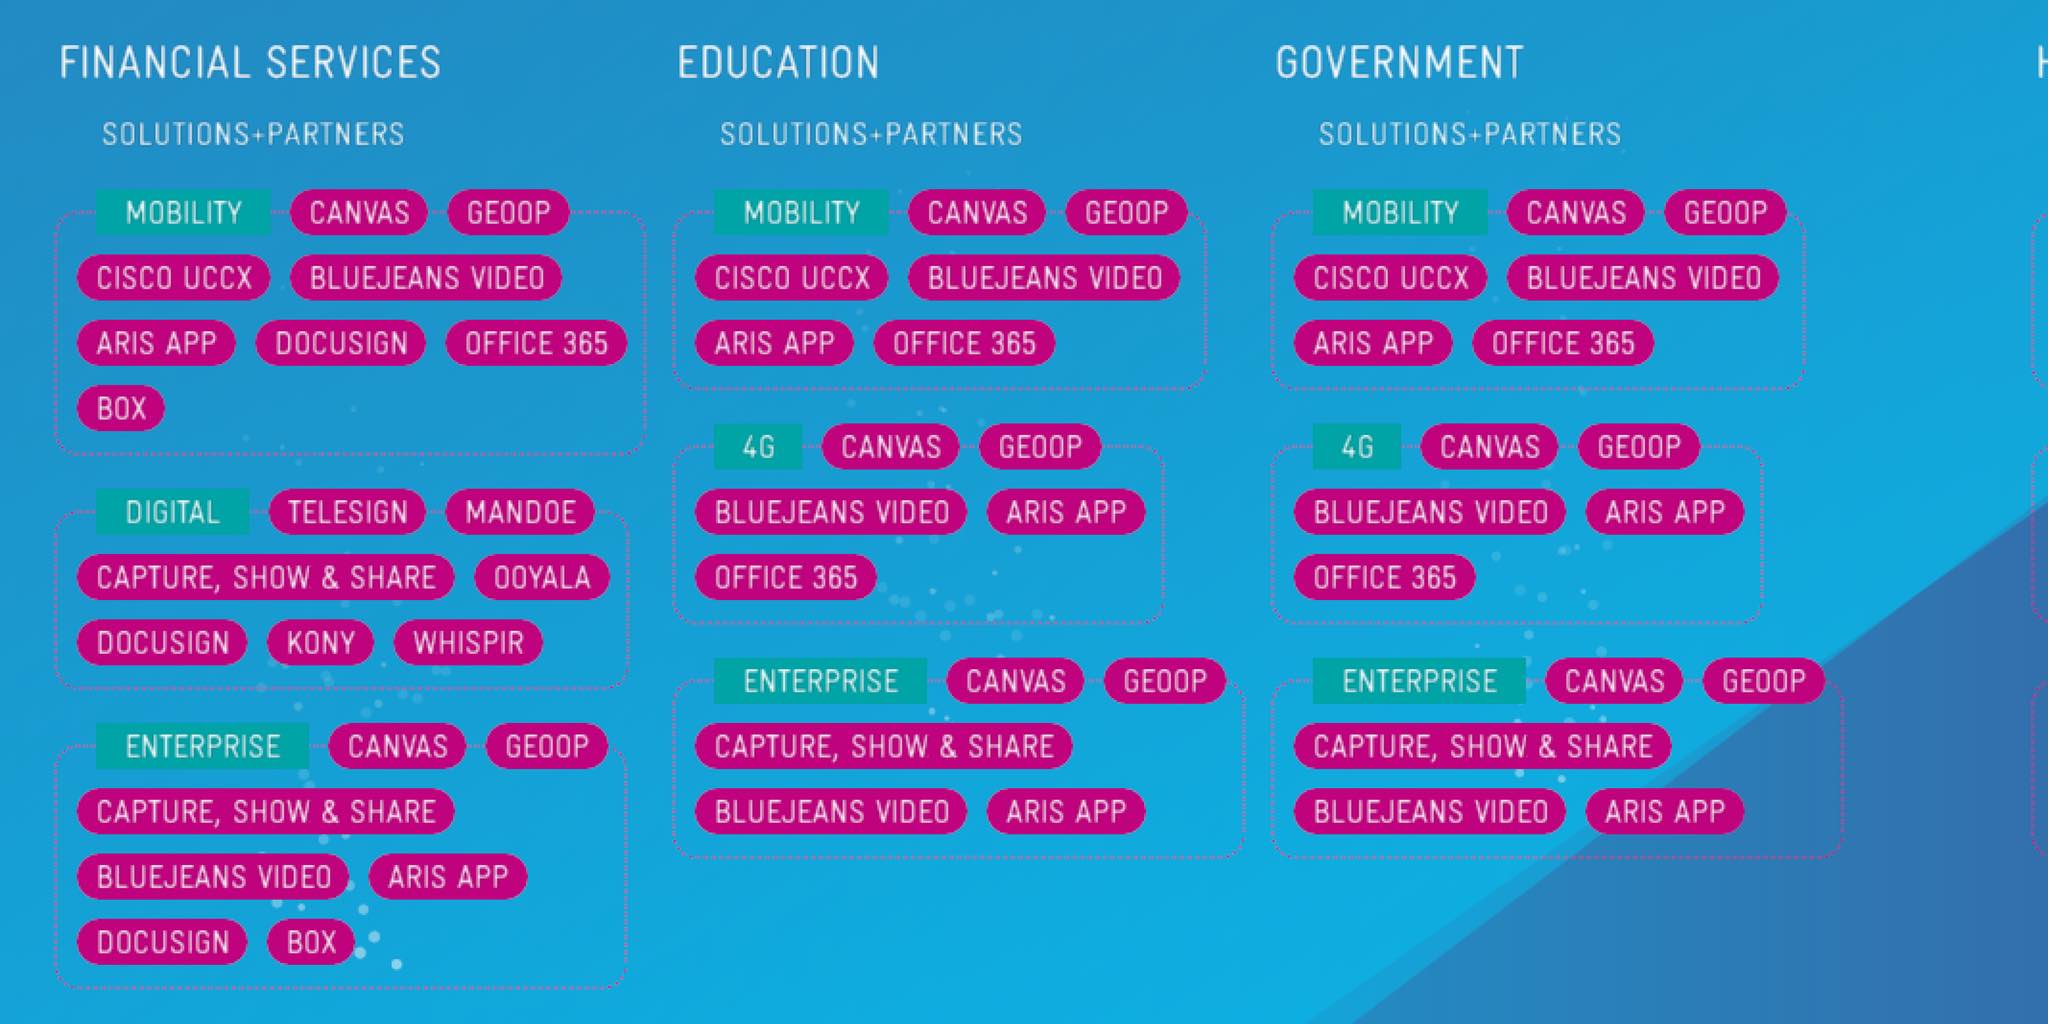 FINANCIAL SERVICES
SOLUTIONS+PARTNERS
MOBILITY CANVAS GEOOP
CISCO UCCX BLUEJEANS VIDEO
ARIS APP DOCUSIGN OFFICE 365
BOX
DIGITAL TELESIGN MANDOE
CAPTURE, SHOW & SHARE OOYALA
DOCUSIGN KONY WHISPIR
ENTERPRISE CANVAS GEOOP
CAPTURE, SHOW & SHARE
BLUEJEANS VIDEO ARIS APP
DOCUSIGN BOX
EDUCATION
SOLUTIONS+PARTNERS
MOBILITY CANVAS GEOOP
CISCO UCCX BLUEJEANS VIDEO
ARIS APP OFFICE 365
4G CANVAS GEOOP
BLUEJEANS VIDEO ARIS APP
OFFICE 365
ENTERPRISE CANVAS GEOOP
CAPTURE, SHOW & SHARE
BLUEJEANS VIDEO ARIS APP
GOVERNMENT
SOLUTIONS+PARTNERS
MOBILITY CANVAS GEOOP
CISCO UCCX BLUEJEANS VIDEO
ARIS APP OFFICE 365
4G CANVAS GEOOP
BLUEJEANS VIDEO ARIS APP
OFFICE 365
ENTERPRISE CANVAS GEOOP
CAPTURE, SHOW & SHARE
BLUEJEANS VIDEO ARIS APP